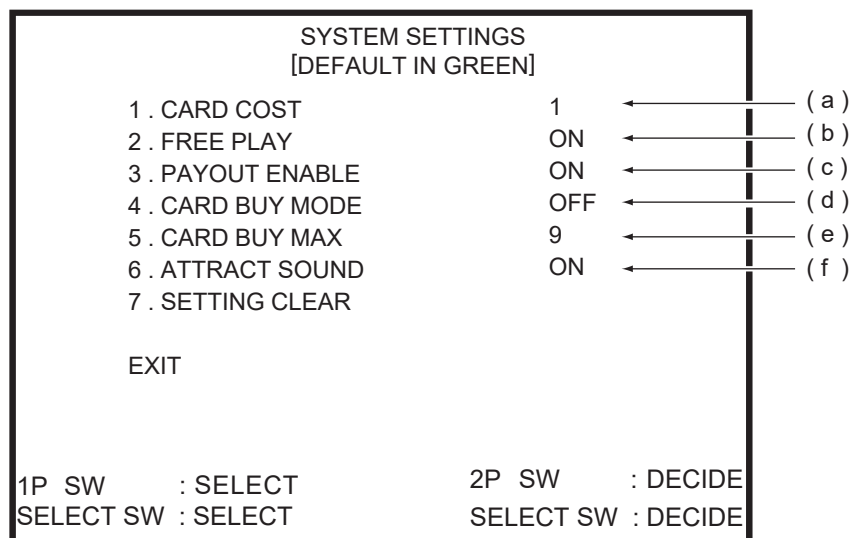 SYSTEM SETTINGS
[DEFAULT IN GREEN]
1 . CARD COST 1 ( a )
2 . FREE PLAY ON ( b )
3 . PAYOUT ENABLE ON ( c )
4 . CARD BUY MODE OFF ( d )
5 . CARD BUY MAX 9 ( e )
6 . ATTRACT SOUND ON ( f )
7 . SETTING CLEAR
EXIT
1P SW : SELECT 2P SW : DECIDE
SELECT SW : SELECT SELECT SW : DECIDE